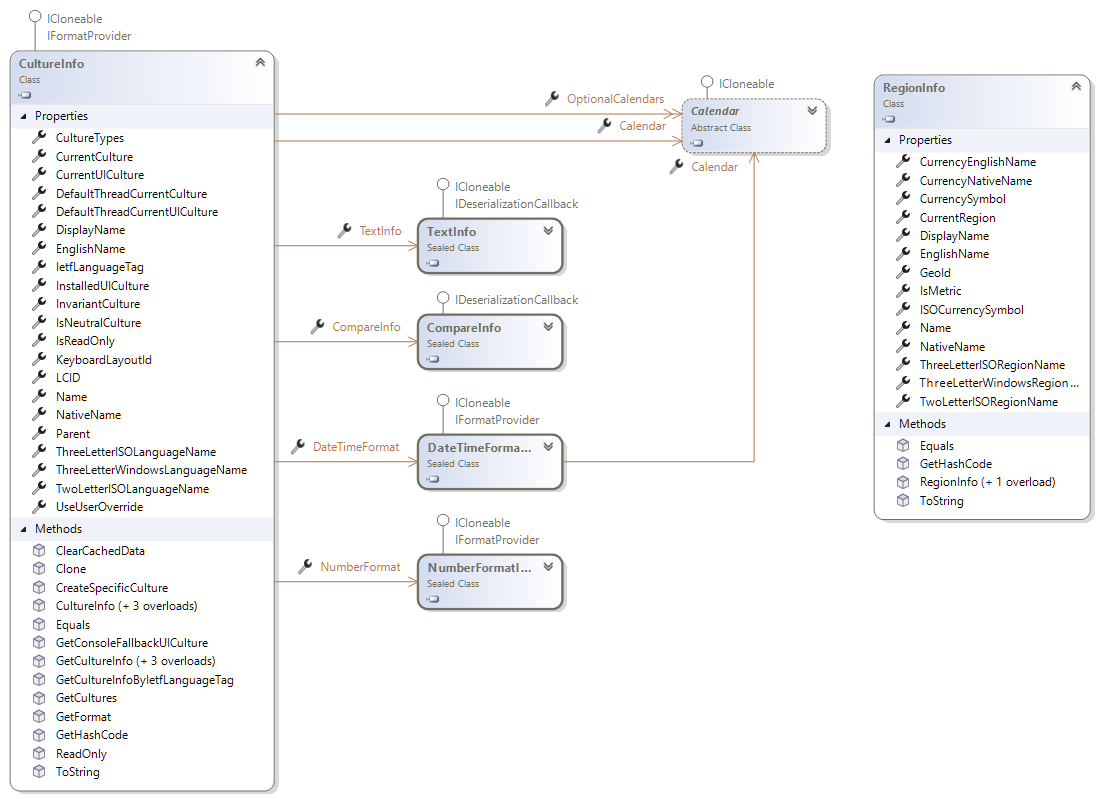 ICloneable
IFormatProvider
CultureInfo
Class
Properties
CultureTypes
CurrentCulture
CurrentUICulture
DefaultThreadCurrentCulture
DefaultThreadCurrentUICulture
DisplayName
EnglishName
IetfLanguageTag
InstalledUICulture
InvariantCulture
IsNeutralCulture
IsReadOnly
KeyboardLayoutId
LCID
Name
NativeName
Parent
ThreeLetterISOLanguageName
ThreeLetterWindowsLanguageName
TwoLetterISOLanguageName
UseUserOverride
Methods
ClearCachedData
Clone
CreateSpecificCulture
CultureInfo (+ 3 overloads)
Equals
GetConsoleFallbackUICulture
GetCultureInfo (+ 3 overloads)
GetCultureInfoByIetfLanguageTag
GetCultures
GetFormat
GetHashCode
ReadOnly
ToString
OptionalCalendars
Calendar
ICloneable
Calendar
Abstract Class
Calendar
ICloneable
IDeserializationCallback
TextInfo
TextInfo
Sealed Class
IDeserializationCallback
CompareInfo
CompareInfo
Sealed Class
ICloneable
IFormatProvider
DateTimeFormat
DateTimeForma...
Sealed Class
ICloneable
IFormatProvider
NumberFormat
NumberFormatI...
Sealed Class
RegionInfo
Class
Properties
CurrencyEnglishName
CurrencyNativeName
CurrencySymbol
CurrentRegion
DisplayName
EnglishName
GeoId
IsMetric
ISOCurrencySymbol
Name
NativeName
ThreeLetterISORegionName
ThreeLetterWindowsRegion...
TwoLetterISORegionName
Methods
Equals
GetHashCode
RegionInfo (+ 1 overload)
ToString